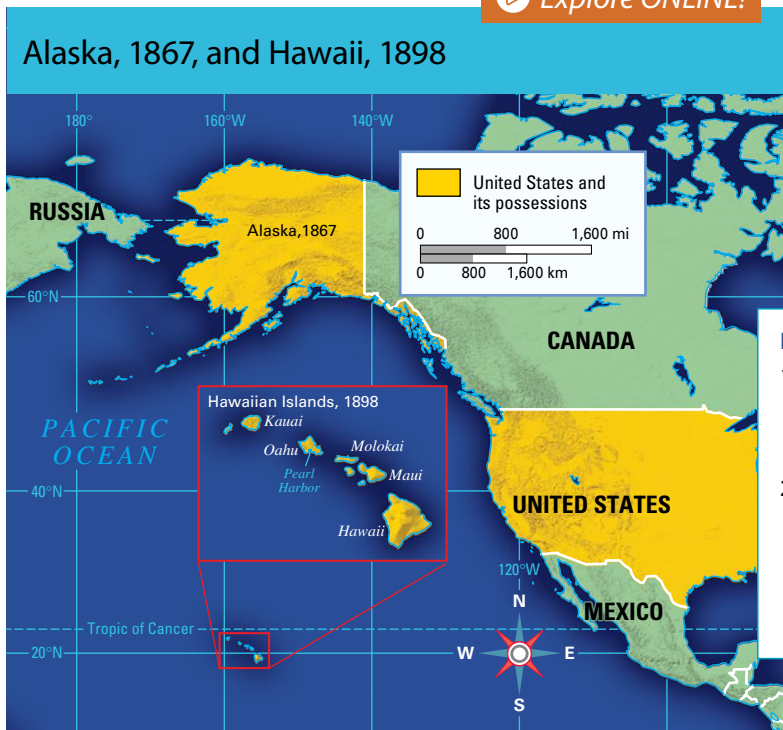 Explore ONLINE!
Alaska, 1867, and Hawaii, 1898
180°
160°W
140°W
United States and
its possessions
0 800 1,600 mi
0 800 1,600 km
RUSSIA
Alaska,1867
60°N
CANADA
Hawaiian Islands, 1898
Kauai
Oahu
Molokai
Pearl
Harbor
Maui
Hawaii
PACIFIC
OCEAN
40°N
UNITED STATES
120°W
N
MEXICO
Tropic of Cancer
20°N
W
E
S